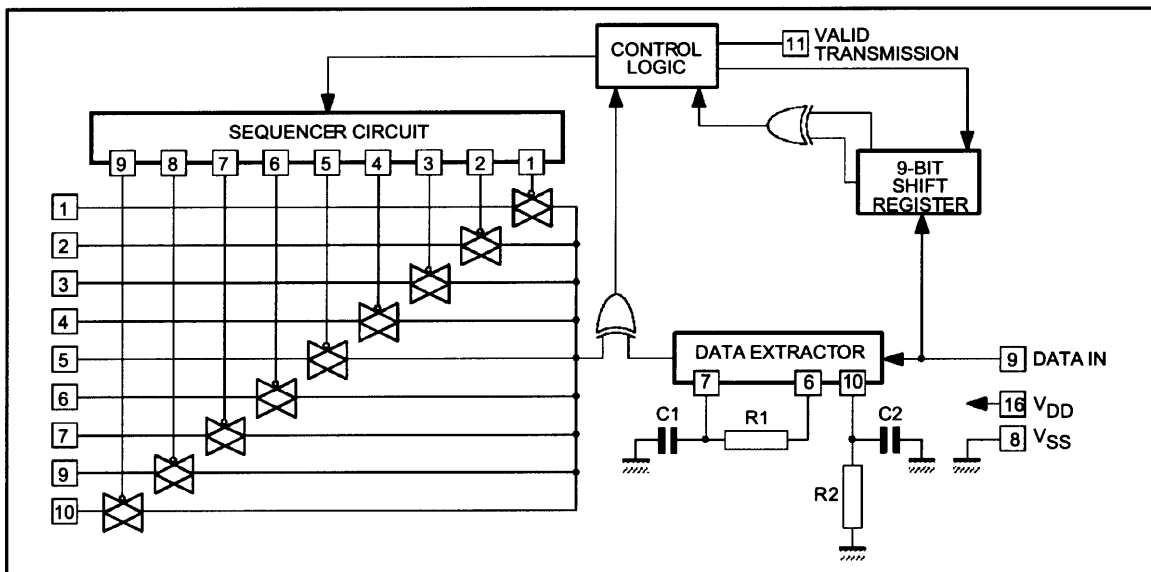 CONTROL
LOGIC
11 VALID
TRANSMISSION
SEQUENCER CIRCUIT
9 8 7 6 5 4 3 2 1
9-BIT
SHIFT
REGISTER
1
2
3
4
5
6
7
9
10
DATA EXTRACTOR
7 6 10
9 DATA IN
C1
R1
C2
R2
16 VDD
8 VSS